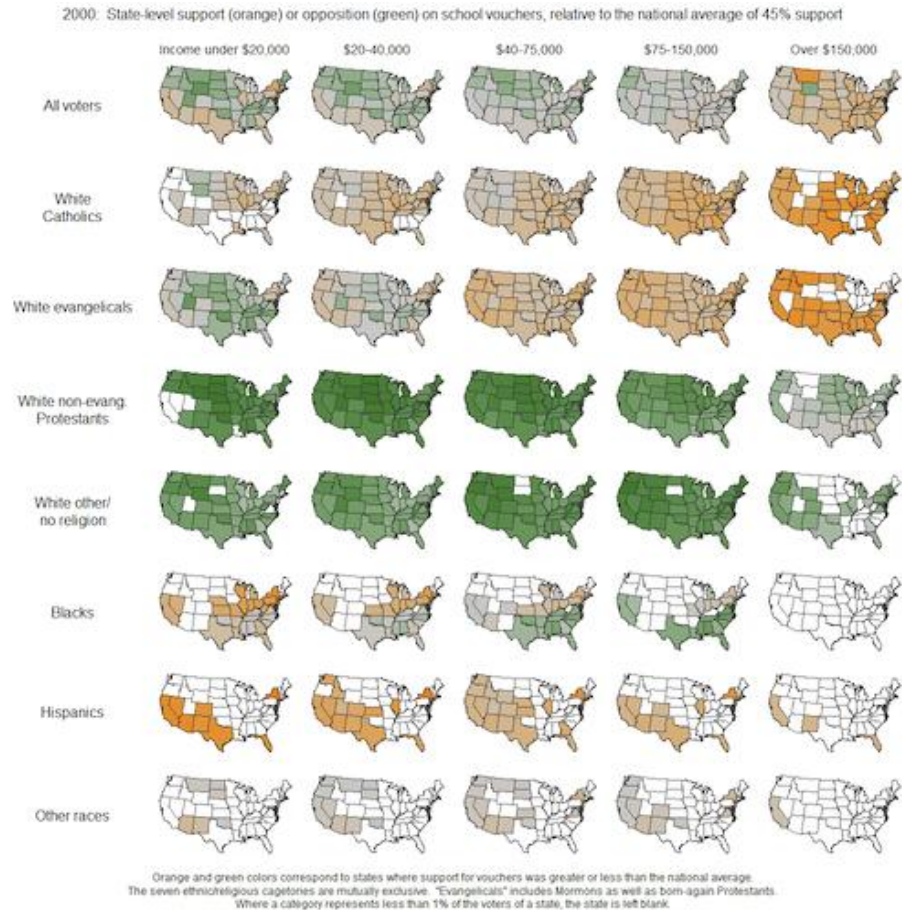 2000: State-level support (orange) or opposition (green) on school vouchers, relative to the national average of 45% support
Income under $20,000 $20-40,000 $40-75,000 $75-150,000 Over $150,000
All voters
White
Catholics
White evangelicals
White non-evang.
Protestants
White other/
no religion
Blacks
Hispanics
Other races
Orange and green colors correspond to states where support for vouchers was greater or less than the national average.
The seven ethnic/religious cagetories are mutually exclusive. "Evangelicals" includes Mormons as well as born-again Protestants.
Where a category represents less than 1% of the voters of a state, the state is left blank.